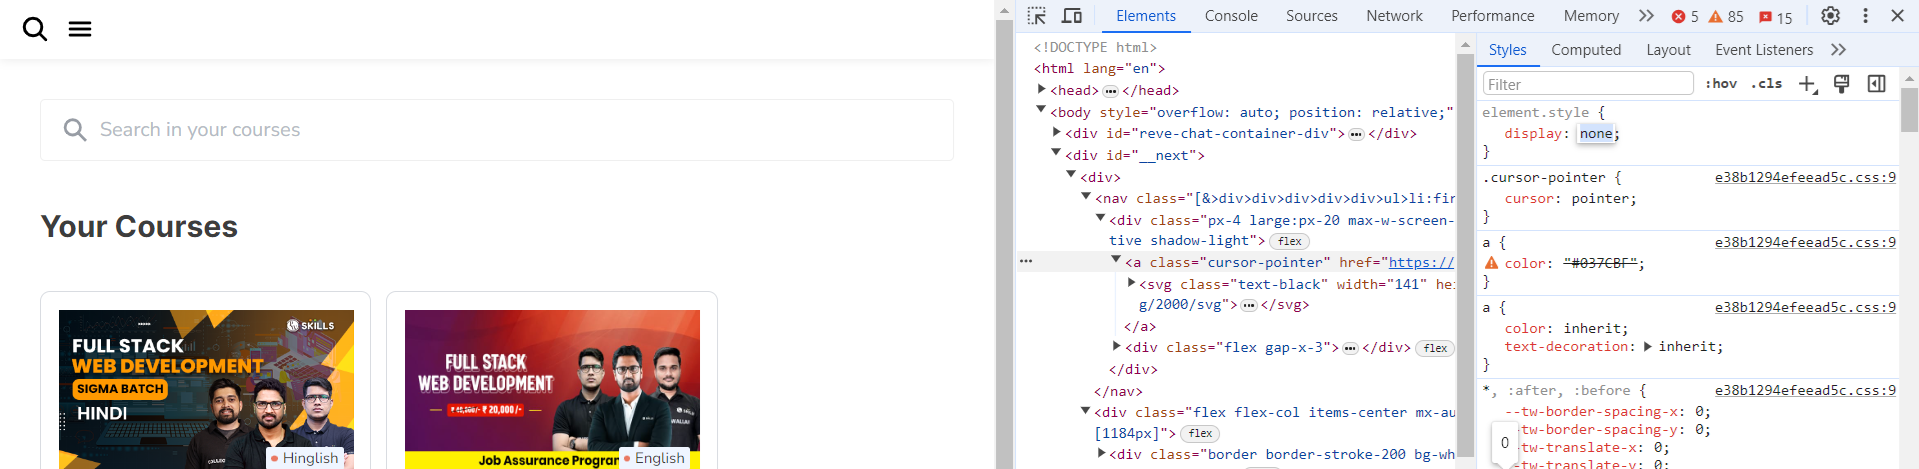 Search in your courses
Your Courses
SKILLS
FULL STACK
WEB DEVELOPMENT
SIGMA BATCH
HINDI
Hinglish
FULL STACK
WEB DEVELOPMENT
₹ 20,000/-
Job Assurance Program
English
Elements Console Sources Network Performance Memory 5 85 15
<!DOCTYPE html>
<html lang="en">
<head> ••• </head>
<body style="overflow: auto; position: relative;"
<div id="reve-chat-container-div"> ••• </div>
<div id="__next">
<div>
<nav class="[&>div>div>div>div>div>ul>li:fir
<div class="px-4 large:px-20 max-w-screen-
tive shadow-light"> flex
••• <a class="cursor-pointer" href="https://
<svg class="text-black" width="141" hei
g/2000/svg"> ••• </svg>
</a>
<div class="flex gap-x-3"> ••• </div> flex
</div>
</nav>
<div class="flex flex-col items-center mx-au
[1184px]"> flex
<div class="border border-stroke-200 bg-wh
Styles Computed Layout Event Listeners
Filter :hov .cls
element.style {
display: none;
}
.cursor-pointer { e38b1294efeead5c.css:9
cursor: pointer;
}
a { e38b1294efeead5c.css:9
color: "#037CBF";
}
a { e38b1294efeead5c.css:9
color: inherit;
text-decoration: inherit;
}
*, :after, :before { e38b1294efeead5c.css:9
--tw-border-spacing-x: 0;
-tw-border-spacing-y: 0;
-tw-translate-x: 0;
0